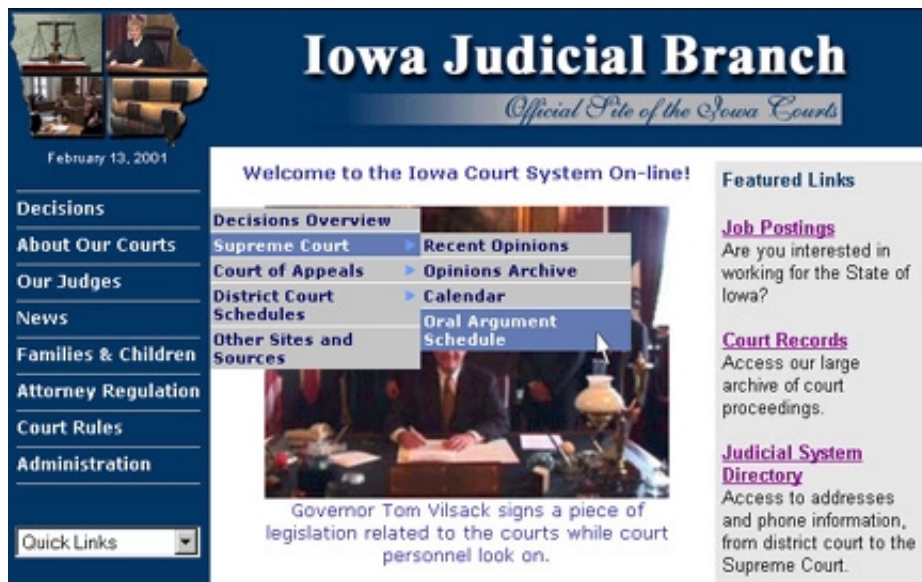 Iowa Judicial Branch
Official Site of the Iowa Courts
February 13, 2001
Decisions
About Our Courts
Our Judges
News
Families & Children
Attorney Regulation
Court Rules
Administration
Quick Links
Welcome to the Iowa Court System On-line!
Decisions Overview
Supreme Court
Court of Appeals
District Court
Schedules
Other Sites and
Sources
Recent Opinions
Opinions Archive
Calendar
Oral Argument
Schedule
Governor Tom Vilsack signs a piece of
legislation related to the courts while court
personnel look on.
Featured Links
Job Postings
Are you interested in
working for the State of
Iowa?
Court Records
Access our large
archive of court
proceedings.
Judicial System
Directory
Access to addresses
and phone information,
from district court to the
Supreme Court.